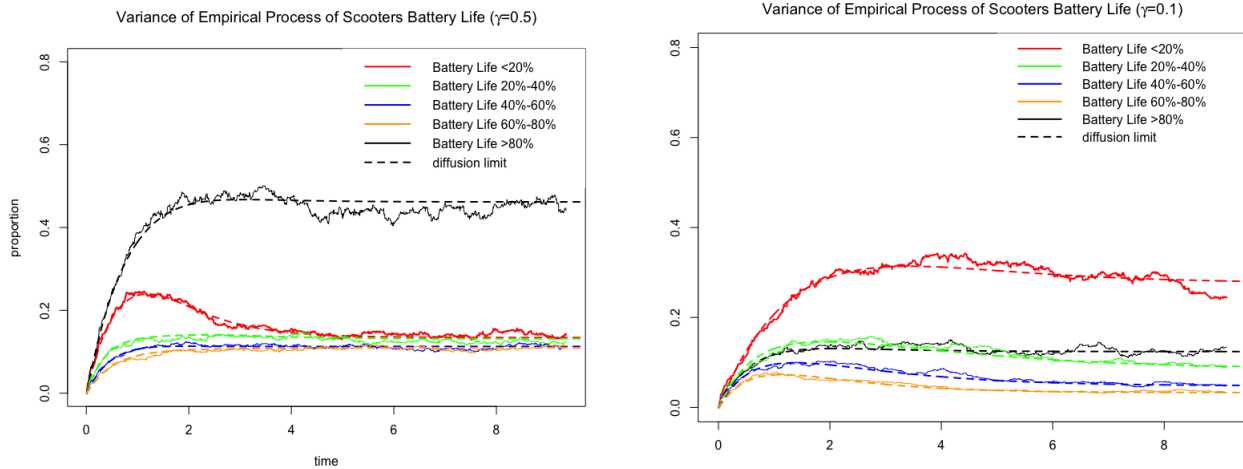 Variance of Empirical Process of Scooters Battery Life (γ=0.5)
0.8
0.6
0.4
0.2
0.0
proportion
Battery Life <20%
Battery Life 20%-40%
Battery Life 40%-60%
Battery Life 60%-80%
Battery Life >80%
diffusion limit
0 2 4 6 8
time
Variance of Empirical Process of Scooters Battery Life (γ=0.1)
0.8
0.6
0.4
0.2
0.0
Battery Life <20%
Battery Life 20%-40%
Battery Life 40%-60%
Battery Life 60%-80%
Battery Life >80%
diffusion limit
0 2 4 6 8